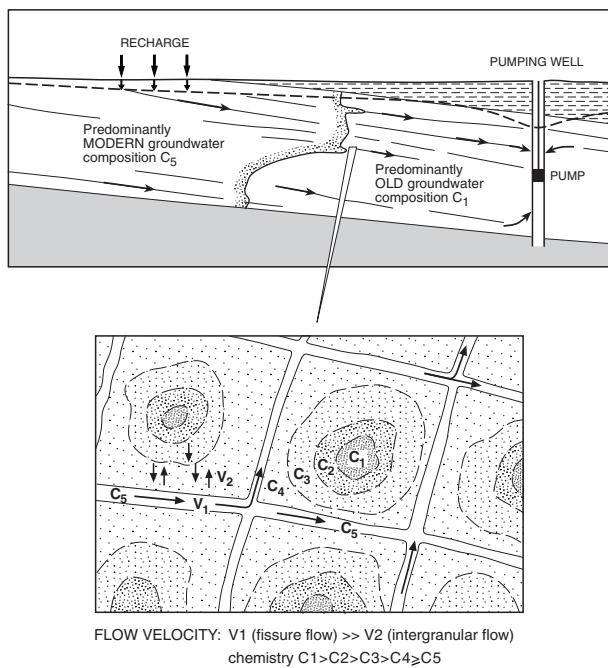 RECHARGE
PUMPING WELL
Predominantly
MODERN groundwater
composition C5
Predominantly
OLD groundwater
composition C1
PUMP
C1
C2
C3
C4
V2
C5
V1
C5
FLOW VELOCITY: V1 (fissure flow) >> V2 (intergranular flow)
chemistry C1>C2>C3>C4⩾C5